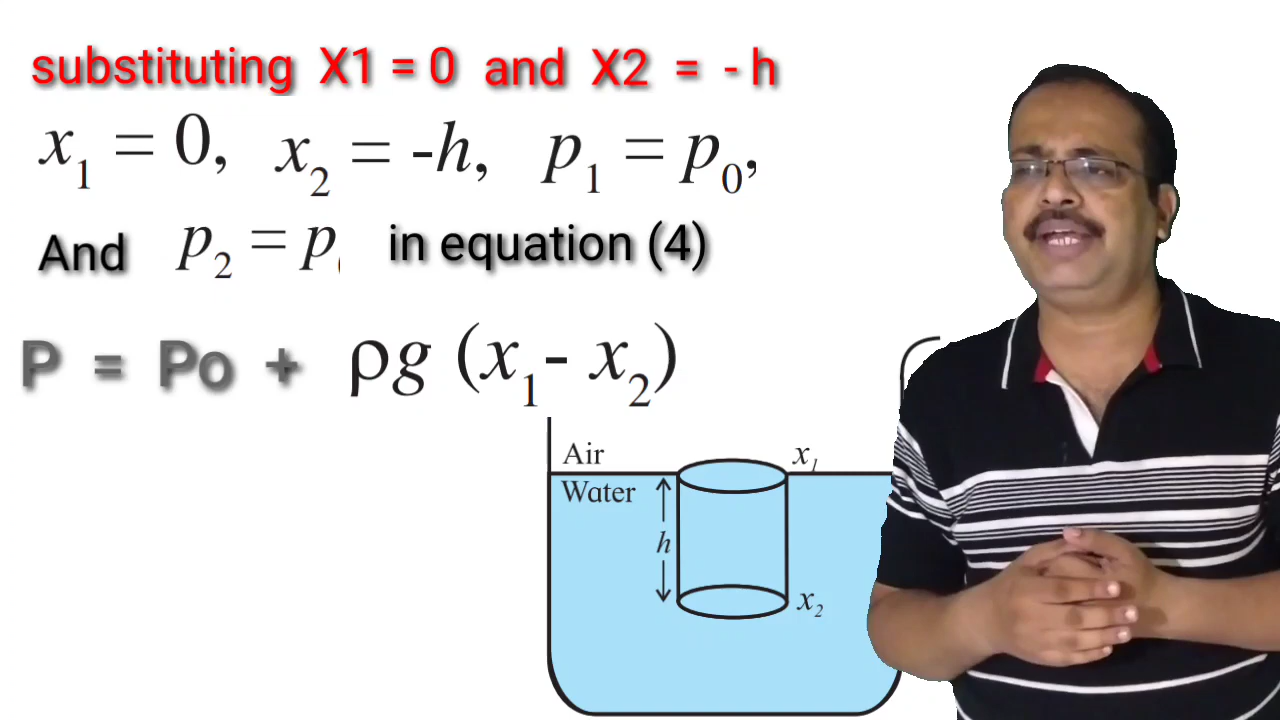 substituting X1 = 0 and X2 = - h
x₁ = 0, x₂ = -h, p₁ = p₀,
And p₂ = p in equation (4)
P = Po + ρg (x₁- x₂)
Air
x₁
Water
h
x₂